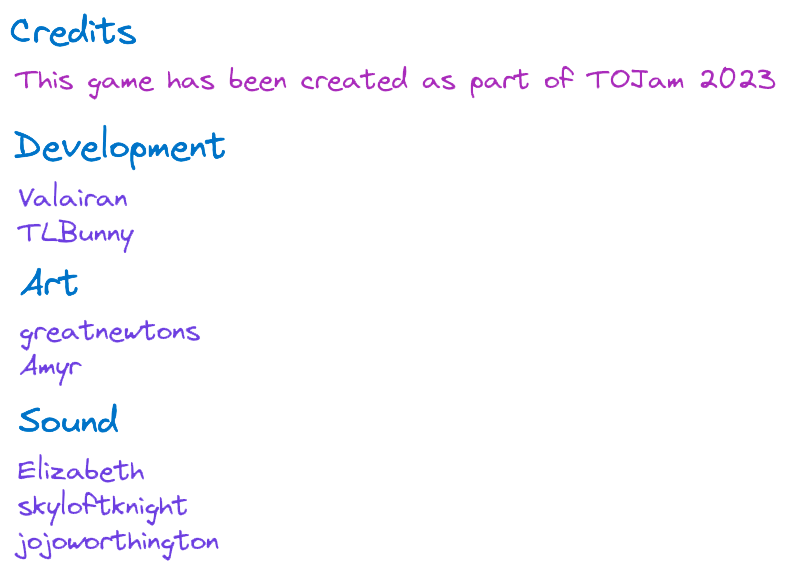 Credits
This game has been created as part of TOJam 2023
Development
Valairan
TLBunny
Art
greatnewtons
Amyr
Sound
Elizabeth
skyloftknight
jojoworthington